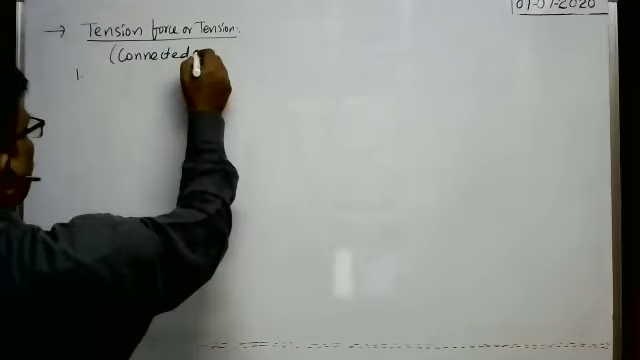 01-07-2020
→ Tension force or Tension.
(Connected
1.